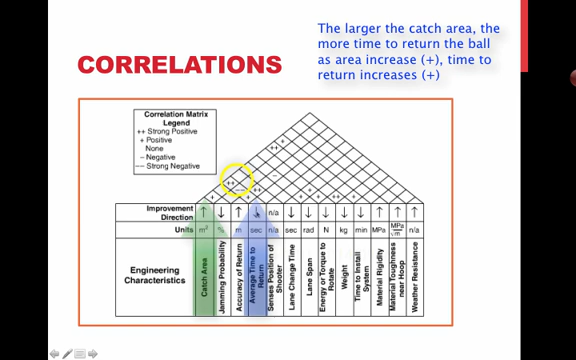 The larger the catch area, the
more time to return the ball
as area increase (+), time to
return increases (+)
CORRELATIONS
Correlation Matrix
Legend
++ Strong Positive
+ Positive
None
– Negative
–– Strong Negative
++
–
++
++
+
+
+
++
+
+
Improvement
Direction
↑ ↓ ↑ n/a ↓ ↓ ↓ ↓ ↓ ↑ ↑ ↑
Units m² % m sec n/a sec rad N kg min MPa MPa√m n/a
Engineering
Characteristics
Catch Area
Jamming Probability
Accuracy of Return
Average Time to
Return
Senses Position of
Shooter
Lane Change Time
Lane Span
Energy of Torque to
Rotate
Weight
Time to Install
System
Material Rigidity
Material Toughness
near Hoop
Weather Resistance